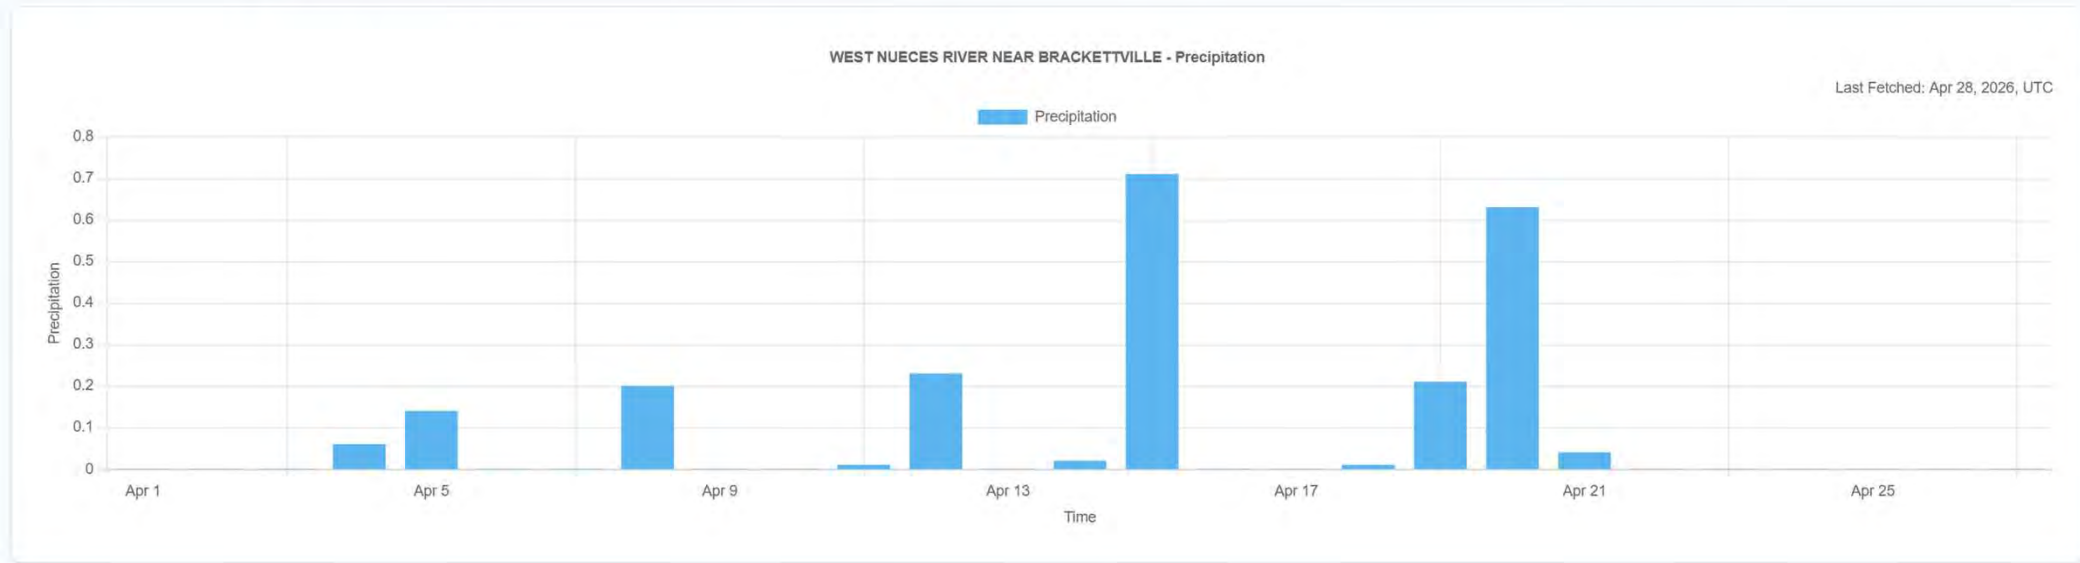 WEST NUECES RIVER NEAR BRACKETTVILLE - Precipitation
Last Fetched: Apr 28, 2026, UTC
Precipitation
0.8
0.7
0.6
0.5
0.4
0.3
0.2
0.1
0
Precipitation
Apr 1 Apr 5 Apr 9 Apr 13 Apr 17 Apr 21 Apr 25
Time